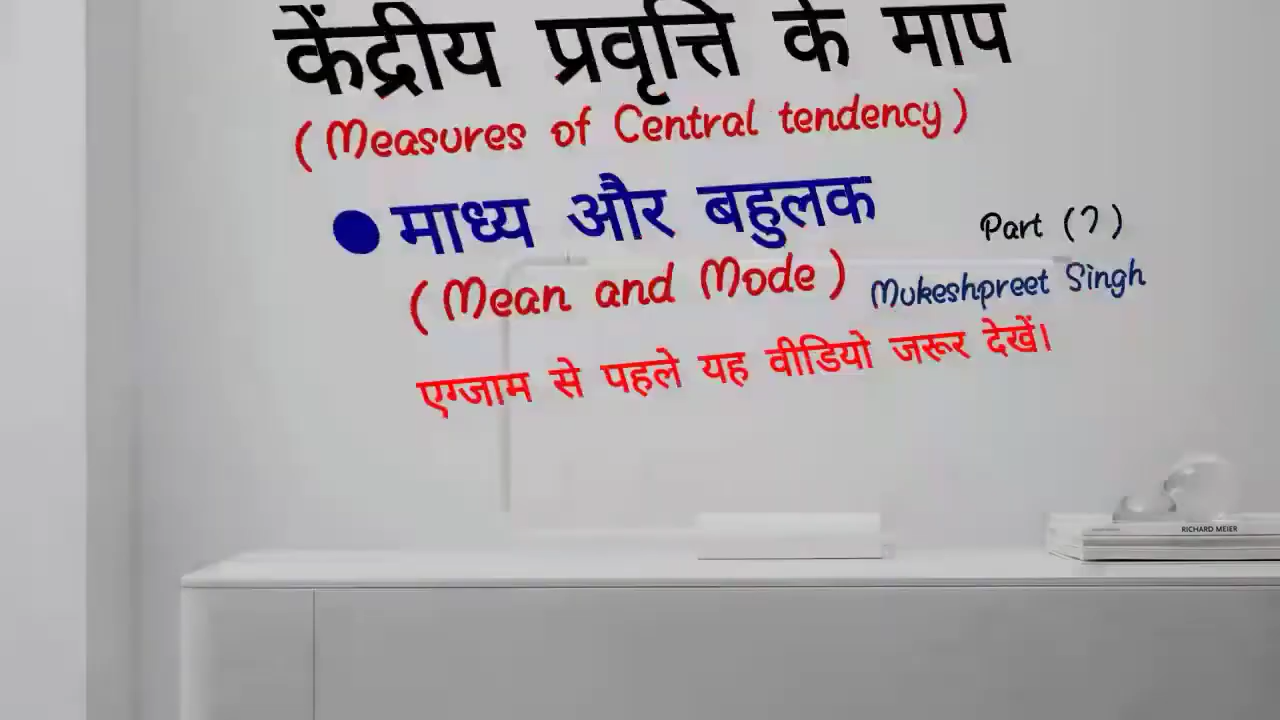 केंद्रीय प्रवृत्ति के माप
(Measures of Central tendency)
● माध्य और बहुलक
(Mean and Mode)
Part (7)
Mukeshpreet Singh
एग्जाम से पहले यह वीडियो जरूर देखें।
RICHARD MEIER